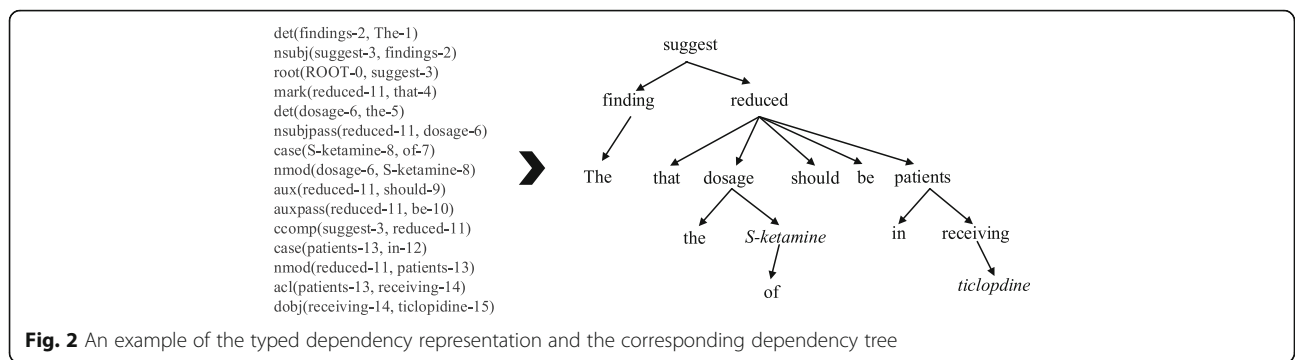 det(findings-2, The-1)
nsubj(suggest-3, findings-2)
root(ROOT-0, suggest-3)
mark(reduced-11, that-4)
det(dosage-6, the-5)
nsubjpass(reduced-11, dosage-6)
case(S-ketamine-8, of-7)
nmod(dosage-6, S-ketamine-8)
aux(reduced-11, should-9)
auxpass(reduced-11, be-10)
ccomp(suggest-3, reduced-11)
case(patients-13, in-12)
nmod(reduced-11, patients-13)
acl(patients-13, receiving-14)
dobj(receiving-14, ticlopidine-15)
suggest
finding reduced
The that dosage should be patients
the S-ketamine in receiving
of ticlopdine
Fig. 2 An example of the typed dependency representation and the corresponding dependency tree